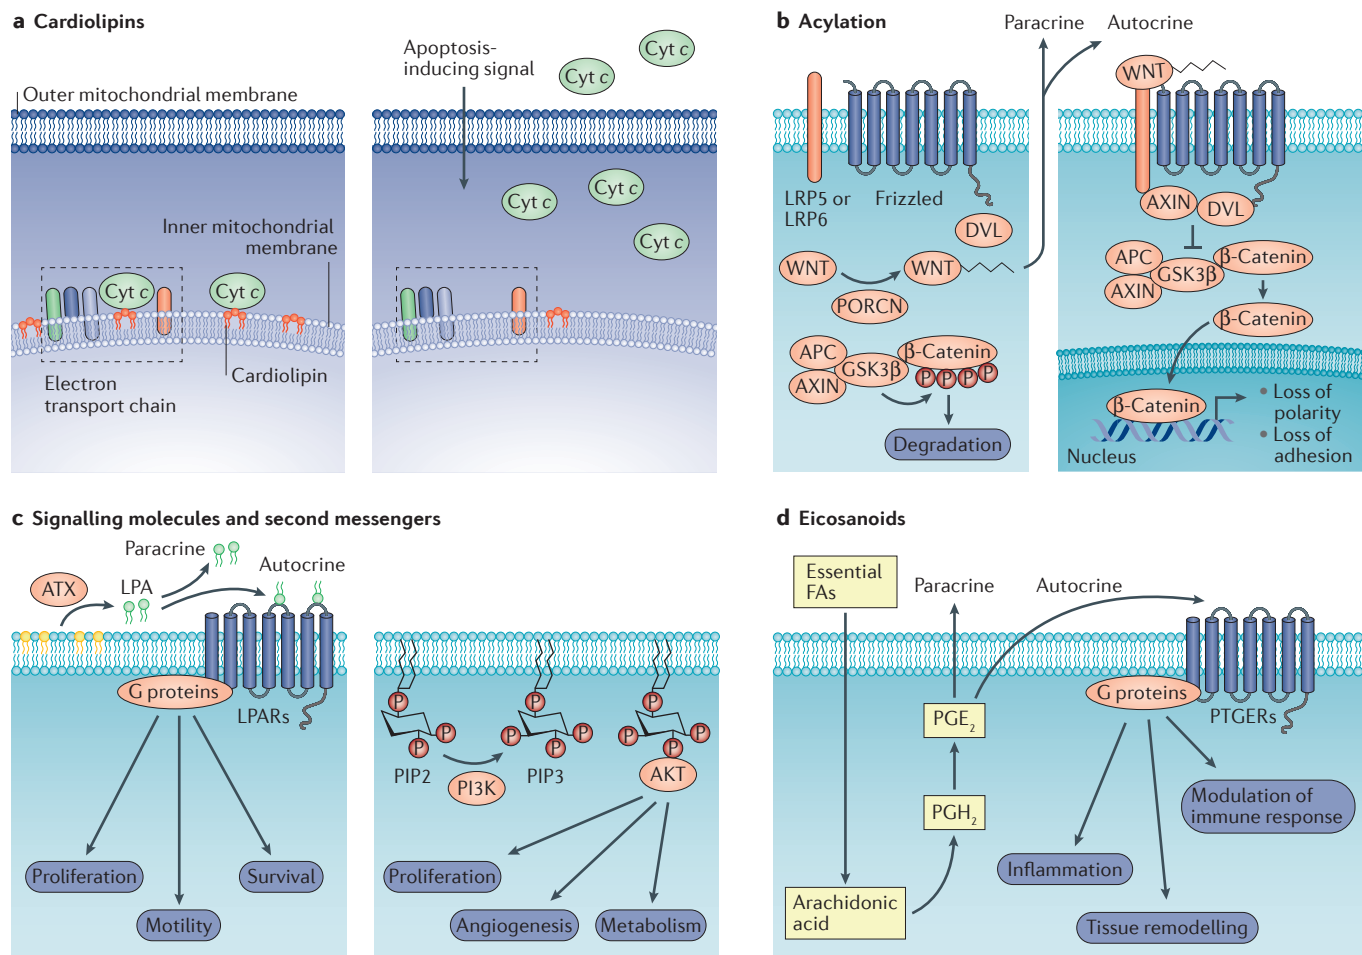 a Cardiolipins
Outer mitochondrial membrane
Inner mitochondrial
membrane
Cyt c
Cyt c
Electron
transport chain
Cardiolipin
Apoptosis-
inducing signal
Cyt c
Cyt c
Cyt c
Cyt c
Cyt c
b Acylation
Paracrine
Autocrine
LRP5 or
LRP6
Frizzled
DVL
WNT
WNT
PORCN
APC
AXIN
GSK3β
β-Catenin
P P P P
Degradation
WNT
AXIN
DVL
APC
AXIN
GSK3β
β-Catenin
β-Catenin
β-Catenin
Nucleus
• Loss of
polarity
• Loss of
adhesion
c Signalling molecules and second messengers
Paracrine
Autocrine
ATX
LPA
G proteins
LPARs
Proliferation
Survival
Motility
P
P
P
PIP2
PI3K
P
P
P
P
PIP3
P
P
P
P
AKT
Proliferation
Angiogenesis
Metabolism
d Eicosanoids
Essential
FAs
Paracrine
Autocrine
PGE2
PGH2
Arachidonic
acid
G proteins
PTGERs
Modulation of
immune response
Inflammation
Tissue remodelling